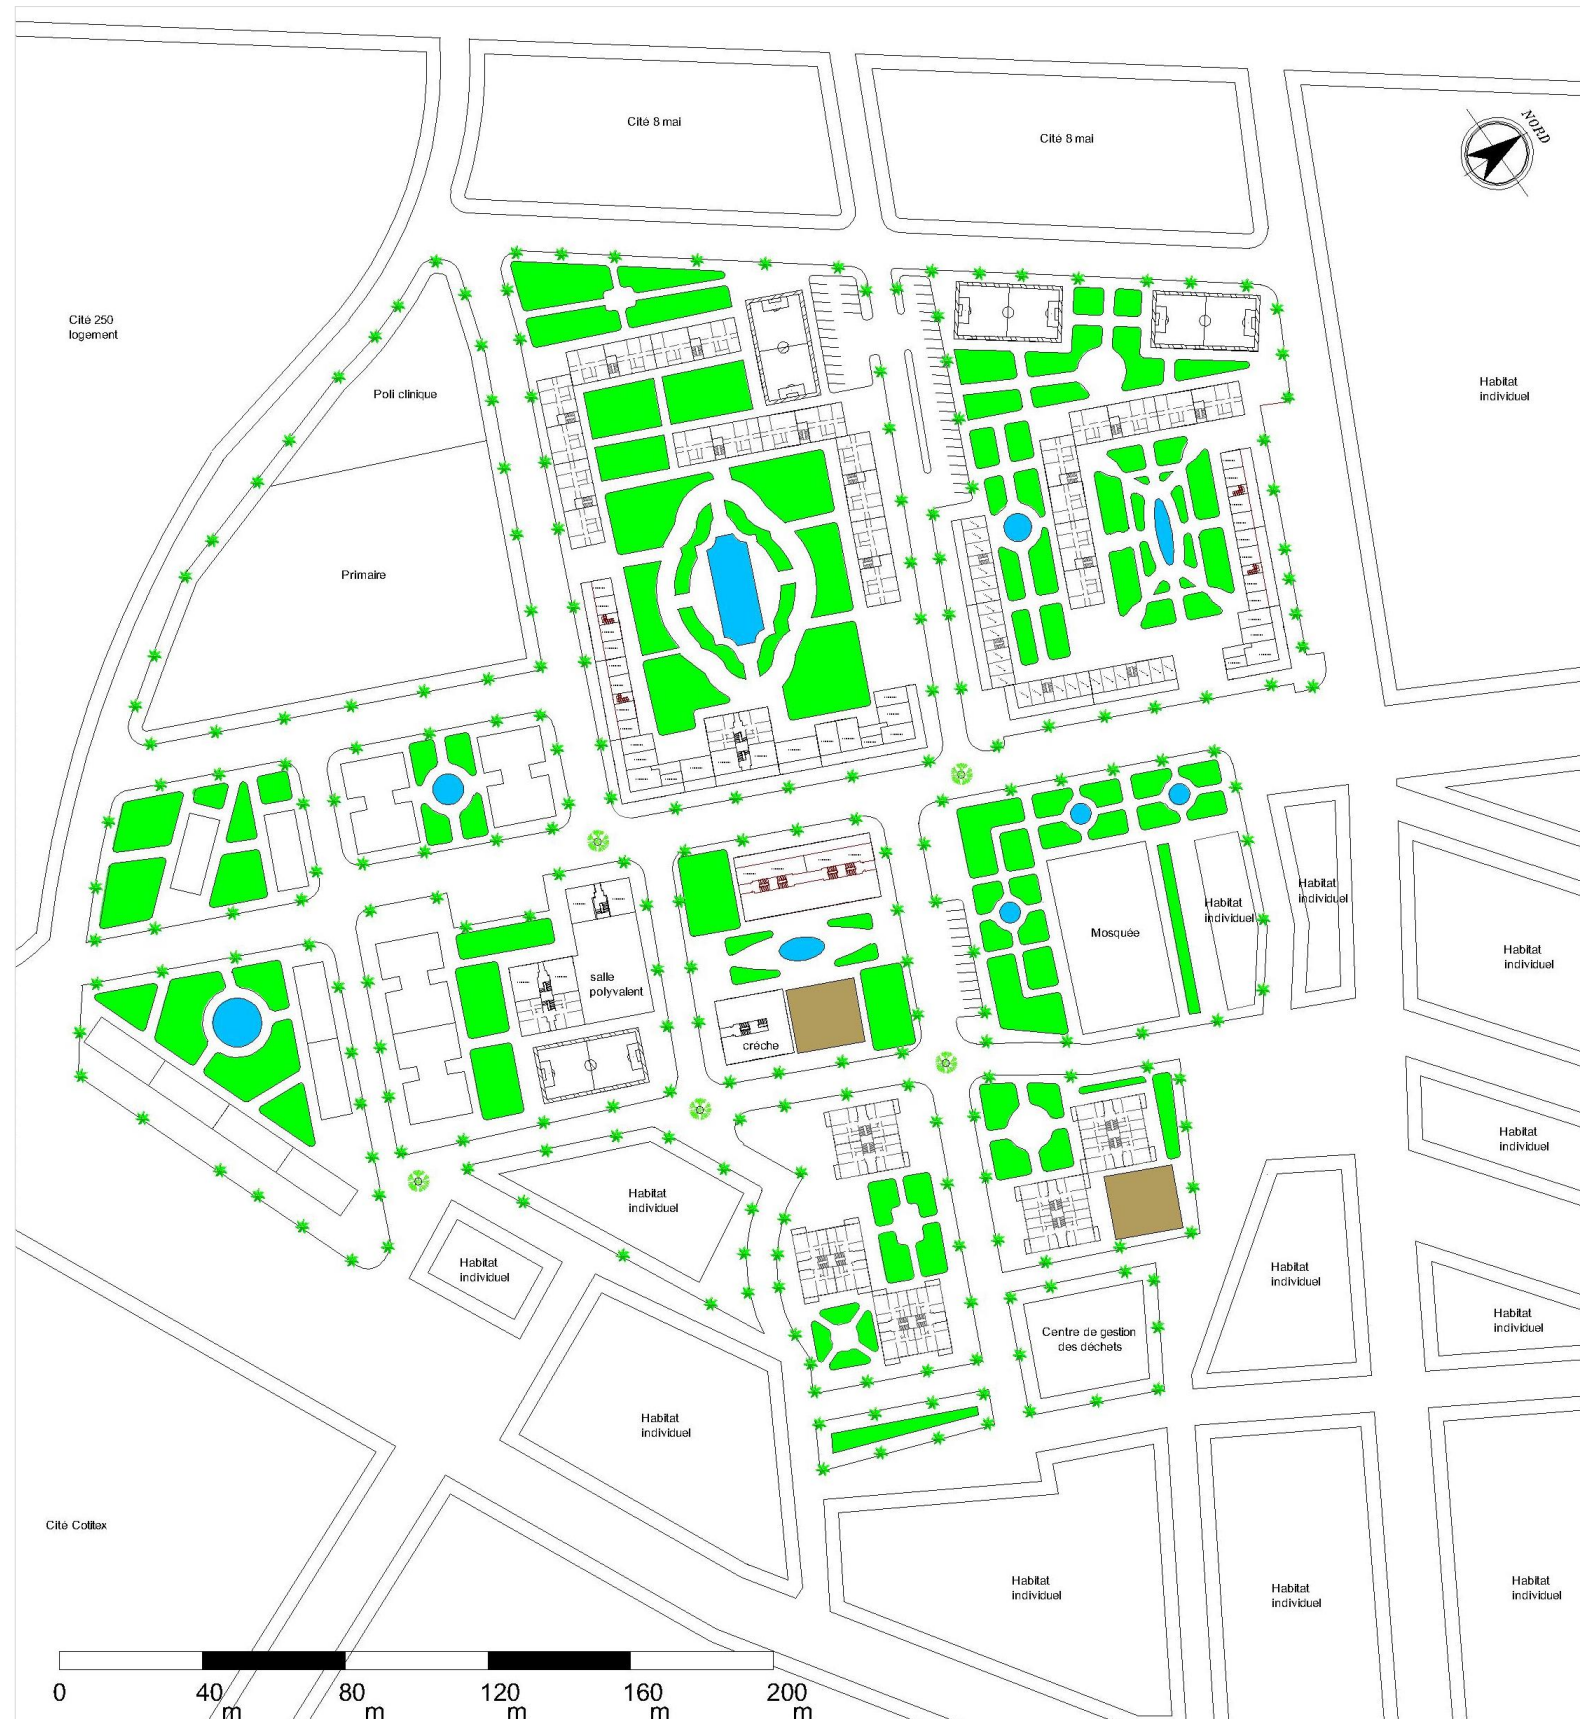 Cité 8 mai
Cité 8 mai
NORD
Cité 250
logement
Poli clinique
Habitat
individuel
Primaire
Habitat
individuel
Habitat
individuel
Mosquée
Habitat
individuel
salle
polyvalent
crèche
Habitat
individuel
Habitat
individuel
Habitat
individuel
Habitat
individuel
Habitat
individuel
Centre de gestion
des déchets
Habitat
individuel
Cité Cotitex
Habitat
individuel
Habitat
individuel
Habitat
individuel
0 40 80 120 160 200
m m m m m